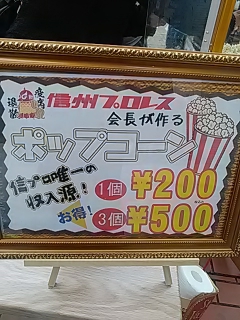 信州プロレス
会長が作る
ポップコーン
信プロ唯一の
収入源!
1個 ¥200
お得! 3個 ¥500